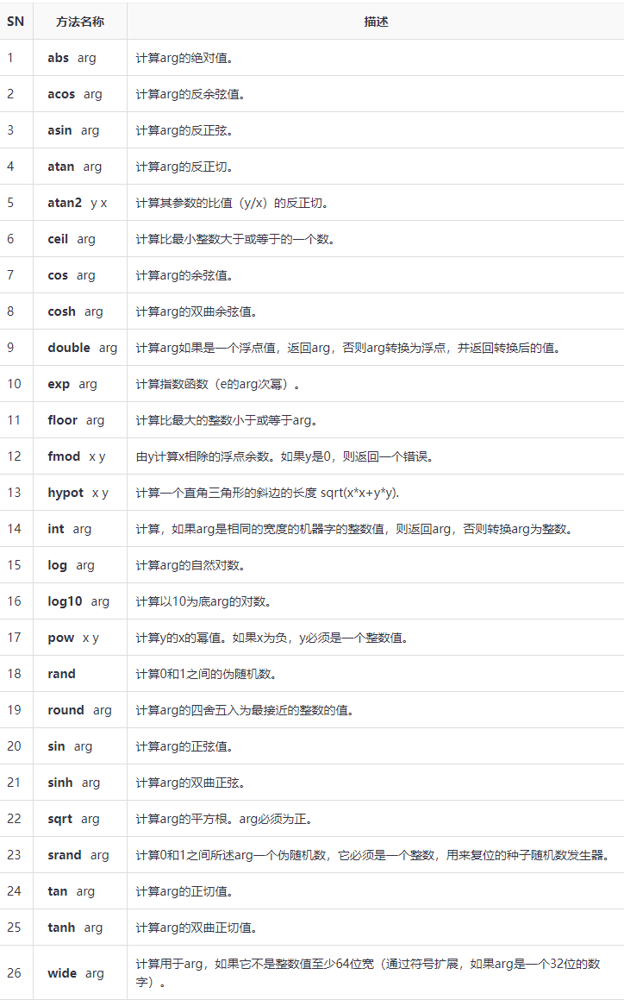 SN 方法名称 描述
1 abs arg 计算arg的绝对值。
2 acos arg 计算arg的反余弦值。
3 asin arg 计算arg的反正弦。
4 atan arg 计算arg的反正切。
5 atan2 y x 计算其参数的比值（y/x）的反正切。
6 ceil arg 计算比最小整数大于或等于的一个数。
7 cos arg 计算arg的余弦值。
8 cosh arg 计算arg的双曲余弦值。
9 double arg 计算arg如果是一个浮点值，返回arg，否则arg转换为浮点，并返回转换后的值。
10 exp arg 计算指数函数（e的arg次幂）。
11 floor arg 计算比最大的整数小于或等于arg。
12 fmod x y 由y计算x相除的浮点余数。如果y是0，则返回一个错误。
13 hypot x y 计算一个直角三角形的斜边的长度 sqrt(x*x+y*y).
14 int arg 计算，如果arg是相同的宽度的机器字的整数值，则返回arg，否则转换arg为整数。
15 log arg 计算arg的自然对数。
16 log10 arg 计算以10为底arg的对数。
17 pow x y 计算y的x的幂值。如果x为负，y必须是一个整数值。
18 rand 计算0和1之间的伪随机数。
19 round arg 计算arg的四舍五入为最接近的整数的值。
20 sin arg 计算arg的正弦值。
21 sinh arg 计算arg的双曲正弦。
22 sqrt arg 计算arg的平方根。arg必须为正。
23 srand arg 计算0和1之间所述arg一个伪随机数，它必须是一个整数，用来复位的种子随机数发生器。
24 tan arg 计算arg的正切值。
25 tanh arg 计算arg的双曲正切值。
26 wide arg 计算用于arg，如果它不是整数值至少64位宽（通过符号扩展，如果arg是一个32位的数
字）。